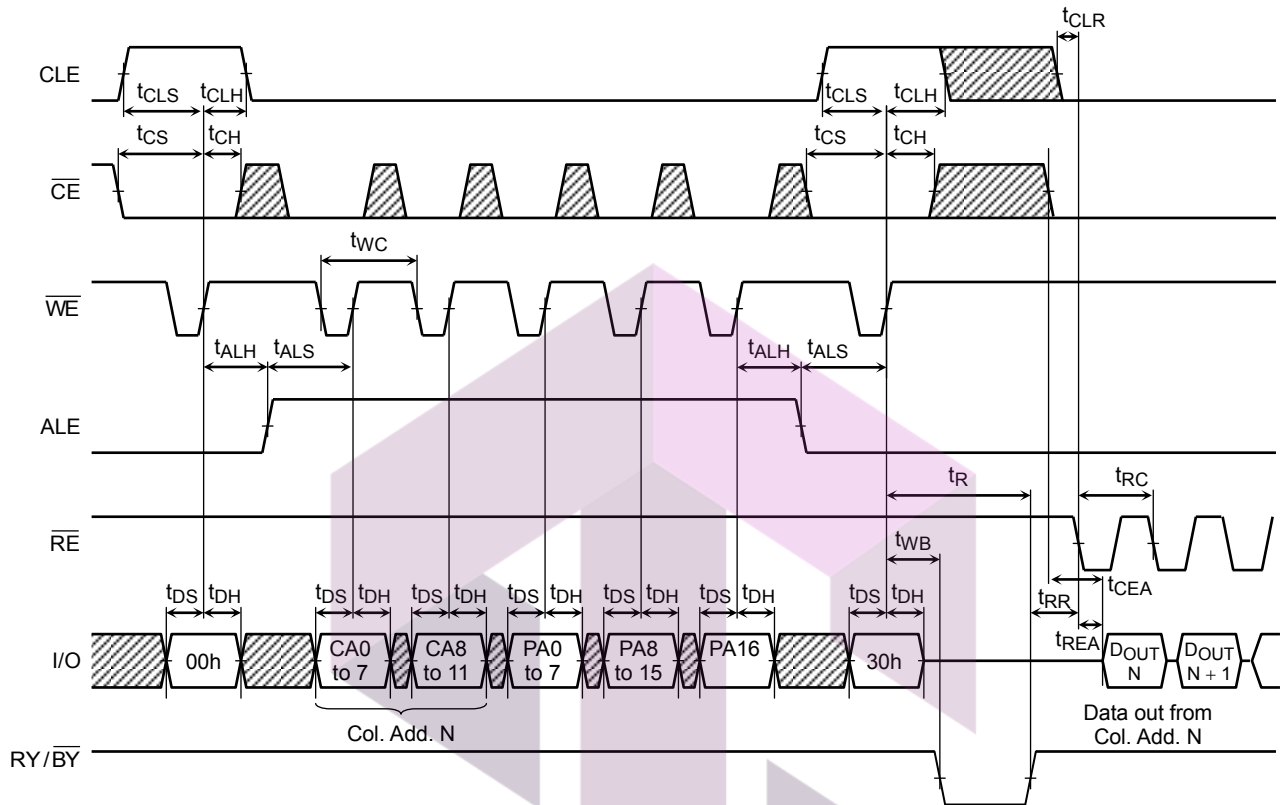 tCLR
CLE
tCLS tCLH tCLS tCLH
tCS tCH tCS tCH
CE
tWC
WE
tALH tALS tALH tALS
ALE
tR tRC
RE
tWB
tDS tDH tDS tDH tDS tDH tDS tDH tDS tDH tDS tDH tDS tDH tRR tCEA
tREA
I/O 00h CA0 to 7 CA8 to 11 PA0 to 7 PA8 to 15 PA16 30h DOUT N DOUT N + 1
Col. Add. N
Data out from
Col. Add. N
RY/BY